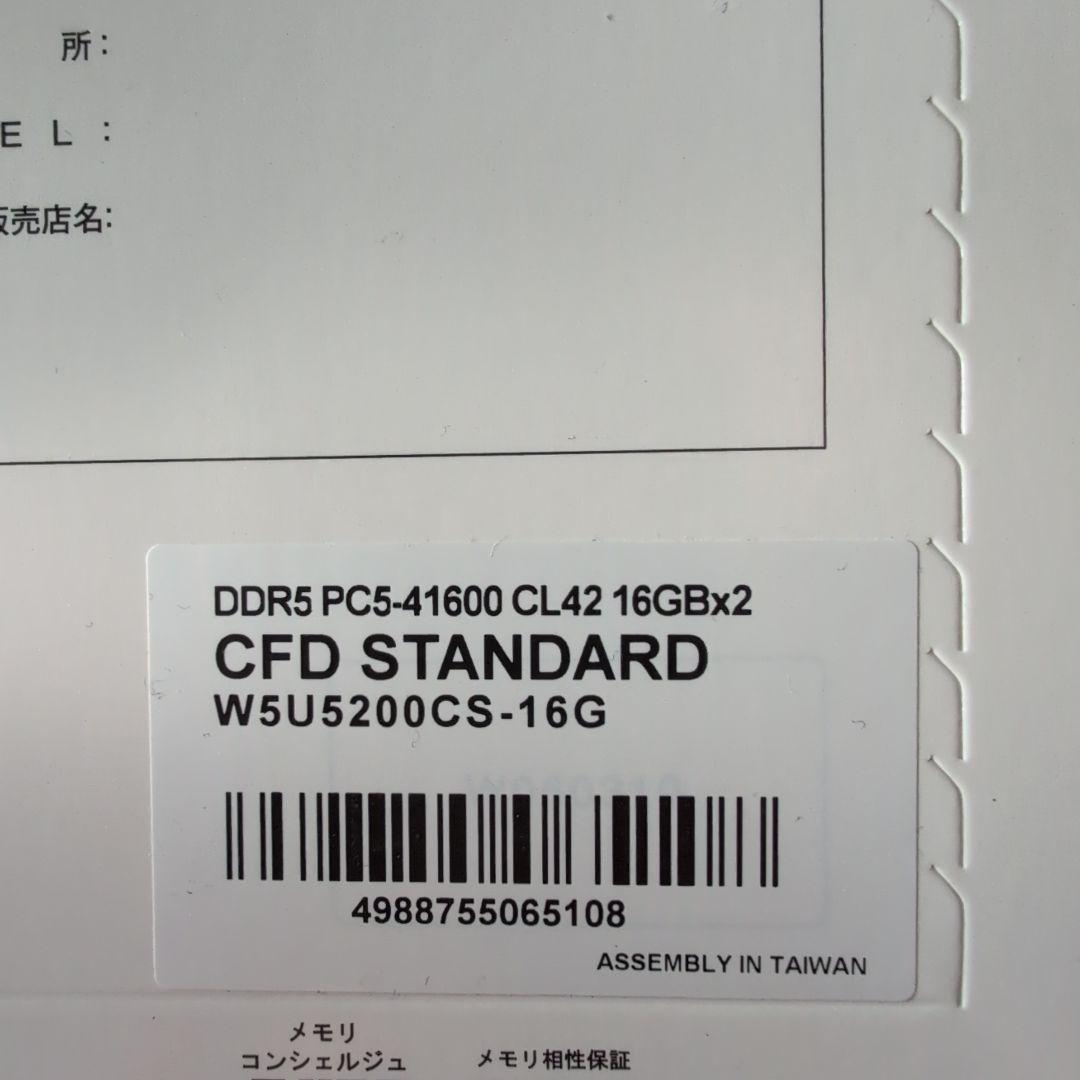 所:
E L :
販売店名:
DDR5 PC5-41600 CL42 16GBx2
CFD STANDARD
W5U5200CS-16G
4988755065108
ASSEMBLY IN TAIWAN
メモリ
コンシェルジュ
メモリ相性保証